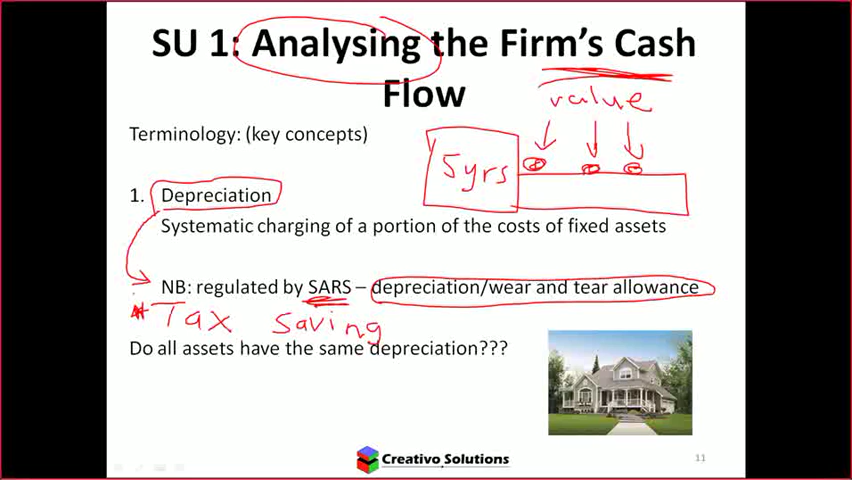 SU 1: Analysing the Firm's Cash
Flow
value
Terminology: (key concepts)
5yrs
1. Depreciation
Systematic charging of a portion of the costs of fixed assets
NB: regulated by SARS – depreciation/wear and tear allowance
Tax saving
Do all assets have the same depreciation???
Creativo Solutions
11